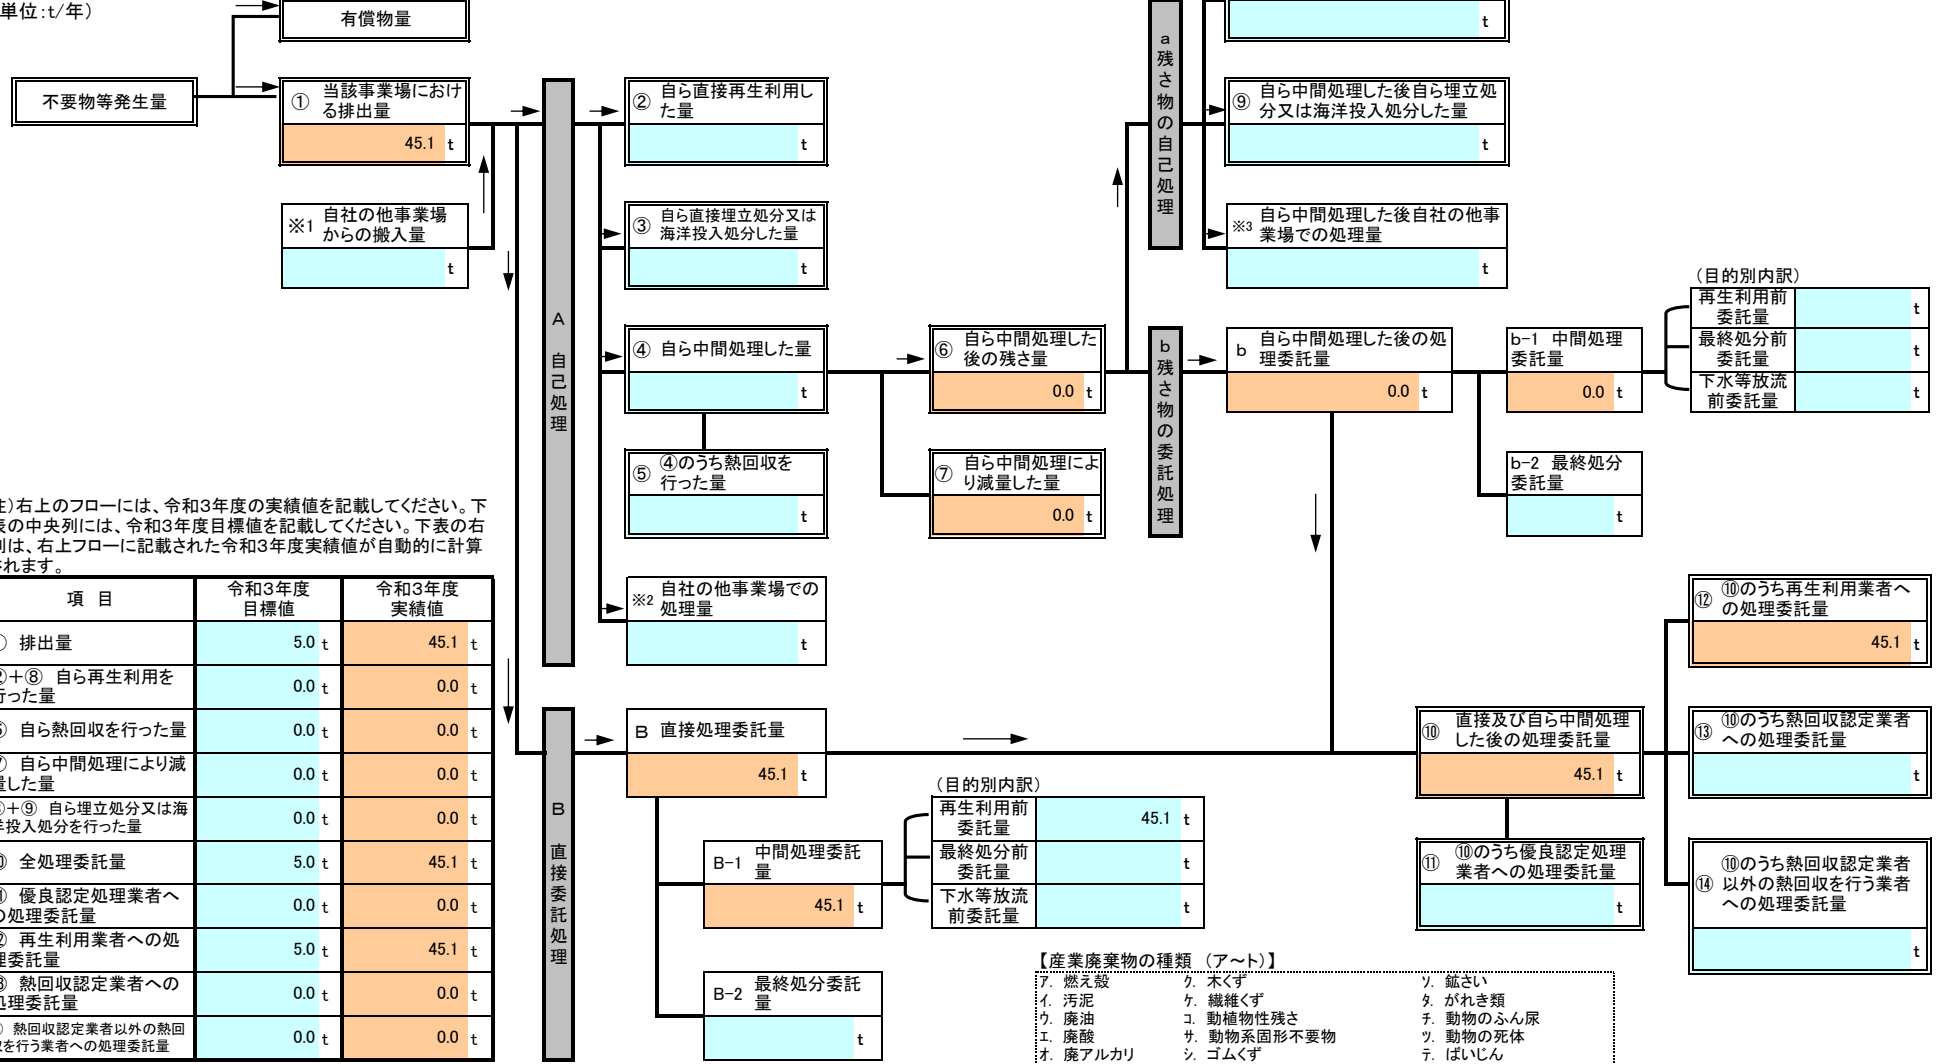 単位:t/年）
有償物量
不要物等発生量
① 当該事業場におけ
る排出量
45.1 t
※1 自社の他事業場
からの搬入量
t
A 自己処理
② 自ら直接再生利用し
た量
t
③ 自ら直接埋立処分又は
海洋投入処分した量
t
④ 自ら中間処理した量
t
⑤ ④のうち熱回収を
行った量
t
※2 自社の他事業場での
処理量
t
⑥ 自ら中間処理した
後の残さ量
0.0 t
⑦ 自ら中間処理によ
り減量した量
0.0 t
a 残さ物の自己処理
t
⑨ 自ら中間処理した後自ら埋立処
分又は海洋投入処分した量
t
※3 自ら中間処理した後自社の他事
業場での処理量
t
b 残さ物の委託処理
b 自ら中間処理した後の処
理委託量
0.0 t
b-1 中間処理
委託量
0.0 t
b-2 最終処分
委託量
t
（目的別内訳）
再生利用前
委託量
t
最終処分前
委託量
t
下水等放流
前委託量
t
）右上のフローには、令和3年度の実績値を記載してください。下
の中央列には、令和3年度目標値を記載してください。下表の右
は、右上フローに記載された令和3年度実績値が自動的に計算
れます。
項 目 令和3年度
目標値 令和3年度
実績値
排出量 5.0 t 45.1 t
＋⑧ 自ら再生利用を
行った量 0.0 t 0.0 t
自ら熱回収を行った量 0.0 t 0.0 t
自ら中間処理により減
量した量 0.0 t 0.0 t
＋⑨ 自ら埋立処分又は海
洋投入処分を行った量 0.0 t 0.0 t
全処理委託量 5.0 t 45.1 t
優良認定処理業者へ
の処理委託量 0.0 t 0.0 t
再生利用業者への処
理委託量 5.0 t 45.1 t
熱回収認定業者への
処理委託量 0.0 t 0.0 t
熱回収認定業者以外の熱回
収を行う業者への処理委託量 0.0 t 0.0 t
B 直接委託処理
B 直接処理委託量
45.1 t
B-1 中間処理委託
量
45.1 t
B-2 最終処分委託
量
t
（目的別内訳）
再生利用前
委託量
45.1 t
最終処分前
委託量
t
下水等放流
前委託量
t
⑩ 直接及び自ら中間処理
した後の処理委託量
45.1 t
⑪ ⑩のうち優良認定処理
業者への処理委託量
t
⑫ ⑩のうち再生利用業者へ
の処理委託量
45.1 t
⑬ ⑩のうち熱回収認定業者
への処理委託量
t
⑭ ⑩のうち熱回収認定業者
以外の熱回収を行う業者
への処理委託量
t
【産業廃棄物の種類 （ア～ト）】
ア. 燃え殻 ク. 木くず ソ. 鉱さい
イ. 汚泥 ケ. 繊維くず タ. がれき類
ウ. 廃油 コ. 動植物性残さ チ. 動物のふん尿
エ. 廃酸 サ. 動物系固形不要物 ツ. 動物の死体
オ. 廃アルカリ シ. ゴムくず テ. ばいじん